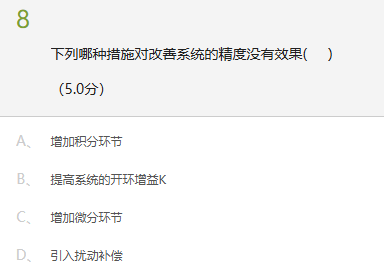 8
下列哪种措施对改善系统的精度没有效果(      )
（5.0分）
A、 增加积分环节
B、 提高系统的开环增益K
C、 增加微分环节
D、 引入扰动补偿